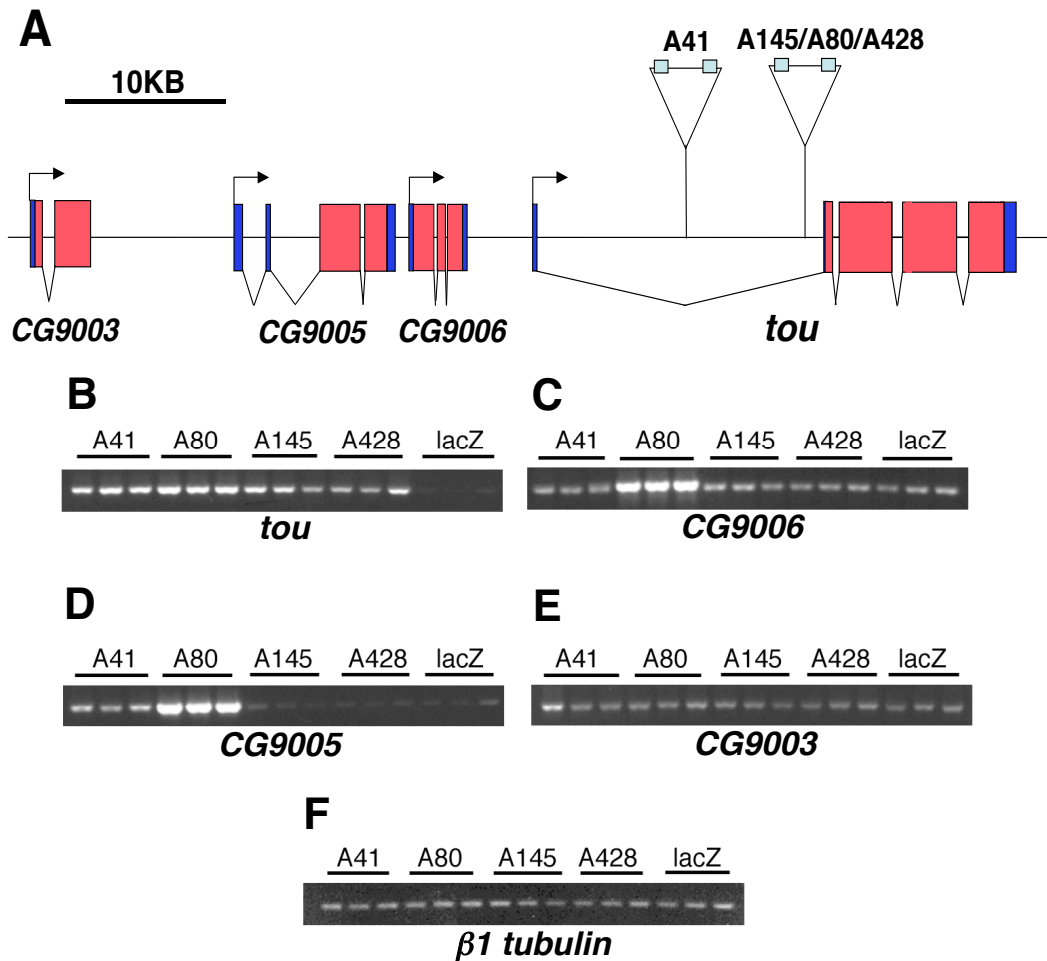 A
10KB
A41 A145/A80/A428
CG9003 CG9005 CG9006 tou
B
A41 A80 A145 A428 lacZ
tou
C
A41 A80 A145 A428 lacZ
CG9006
D
A41 A80 A145 A428 lacZ
CG9005
E
A41 A80 A145 A428 lacZ
CG9003
F
A41 A80 A145 A428 lacZ
β1 tubulin